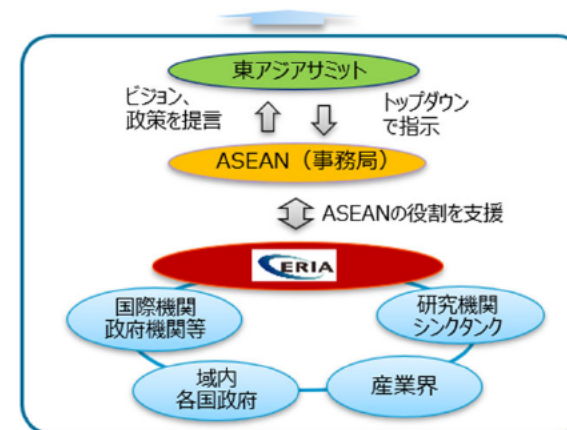 東アジアサミット
ビジョン、
政策を提言
トップダウン
で指示
ASEAN（事務局）
ASEANの役割を支援
ERIA
国際機関
政府機関等
研究機関
シンクタンク
域内
各国政府
産業界